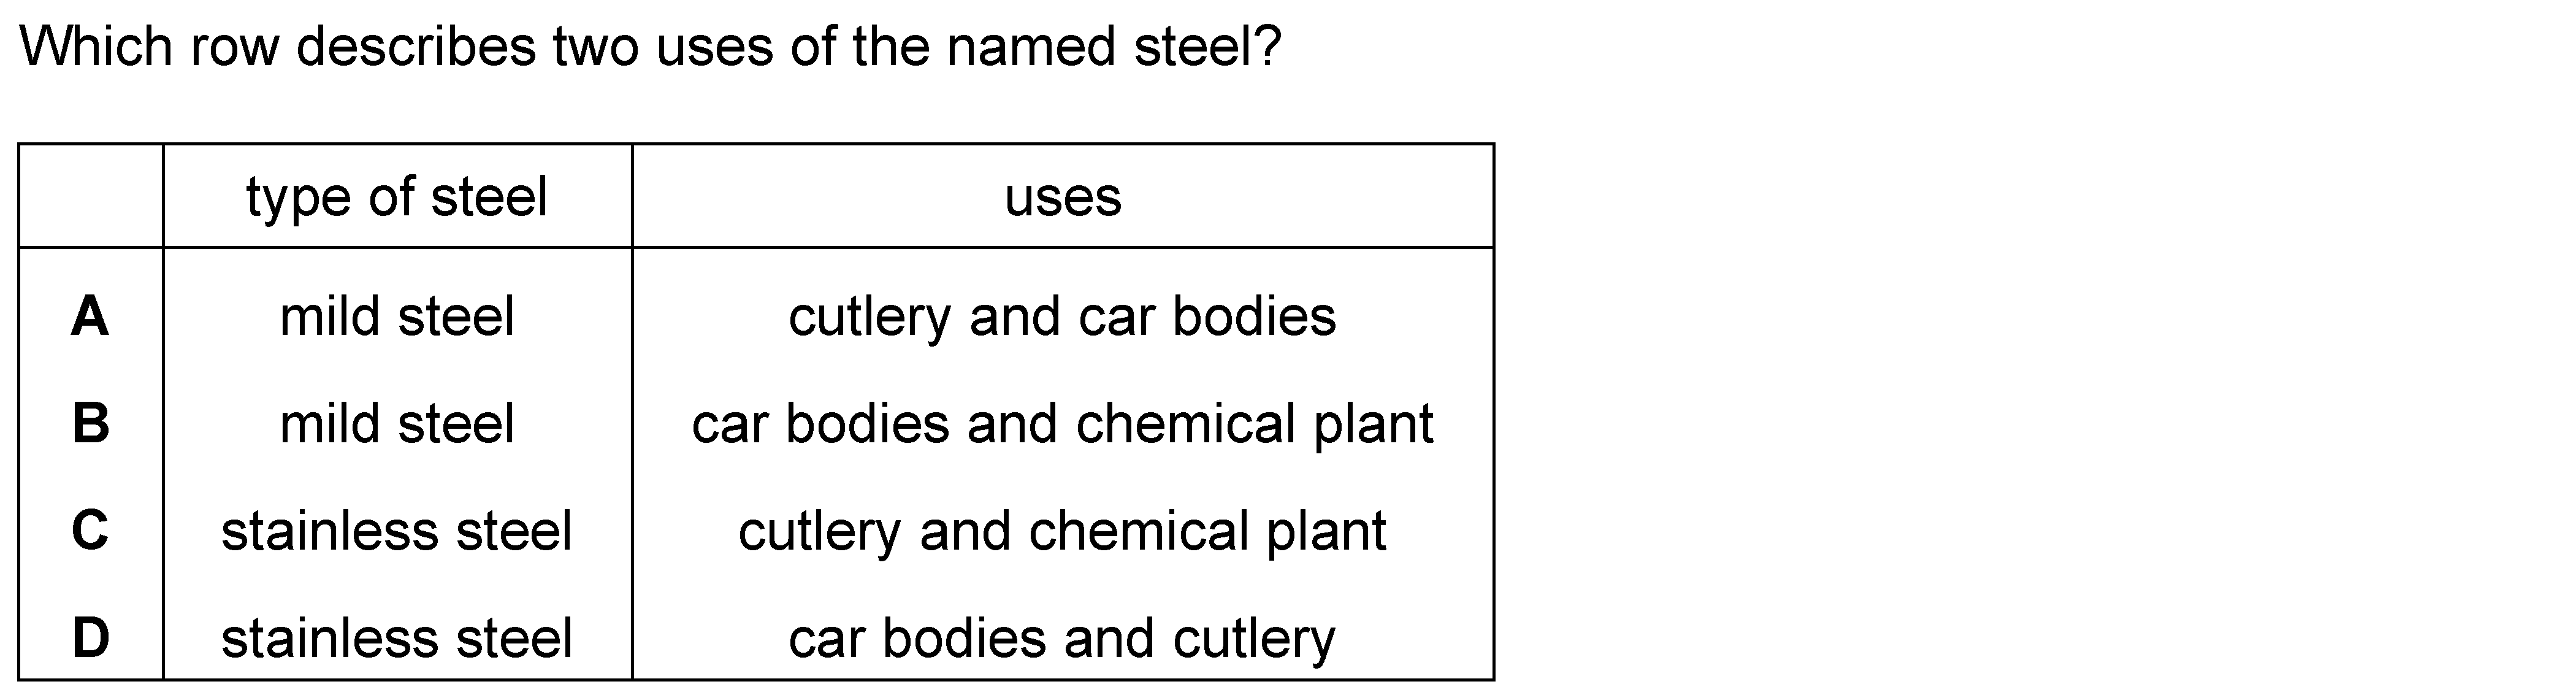 Which row describes two uses of the named steel?
type of steel uses
A mild steel cutlery and car bodies
B mild steel car bodies and chemical plant
C stainless steel cutlery and chemical plant
D stainless steel car bodies and cutlery